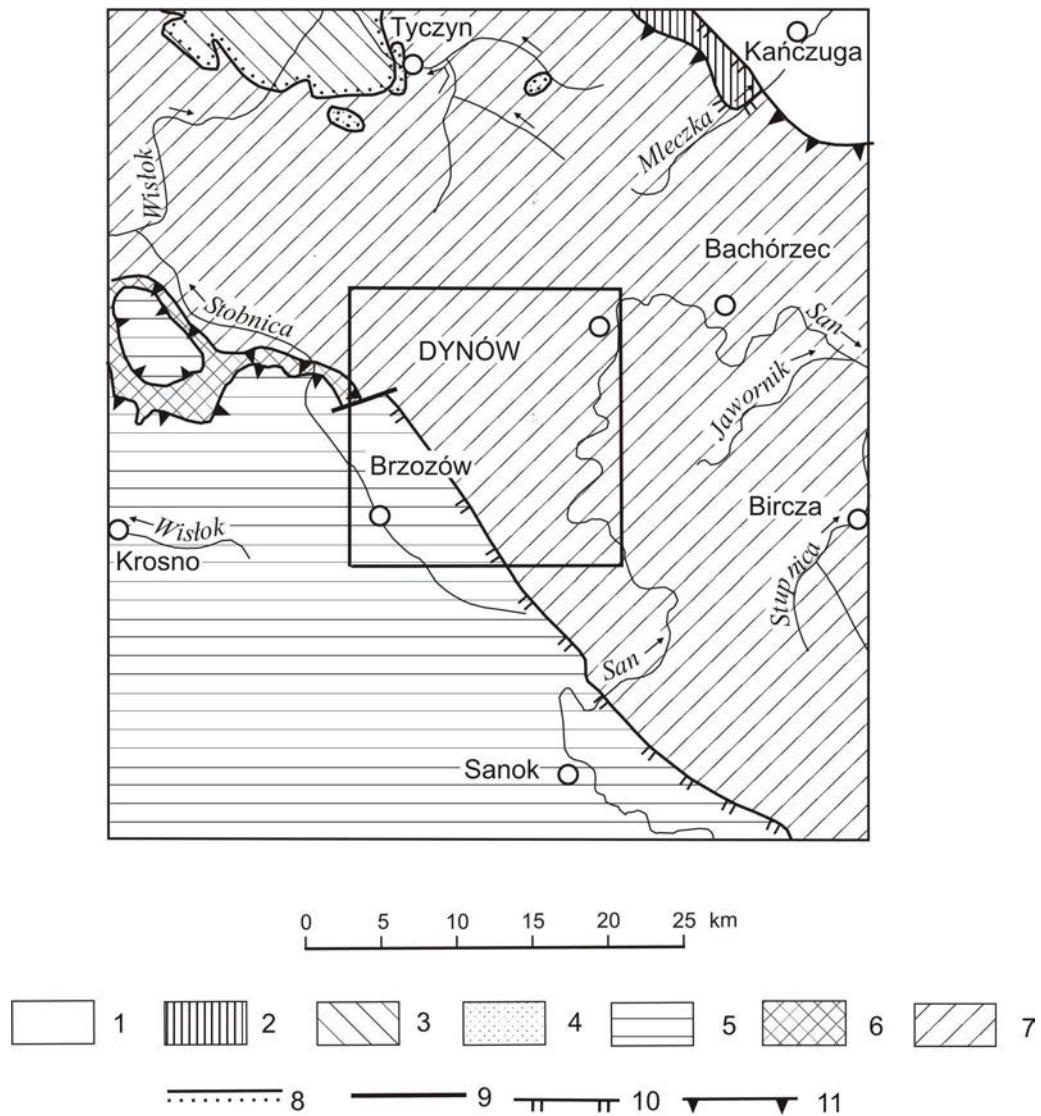 Tyczyn
Kańczuga
Mleczka
Wisłok
Bachórzec
San
Stobnica
DYNÓW
Jawornik
Brzozów
Bircza
Wisłok
Krosno
Stupnica
San
Sanok
0 5 10 15 20 25 km
1 2 3 4 5 6 7
8 9 10 11